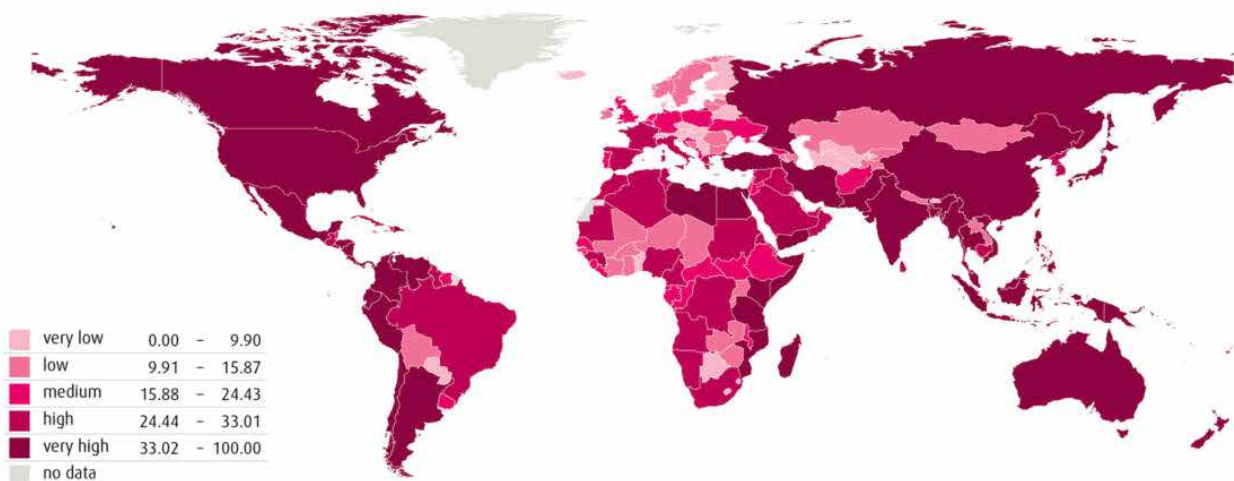 very low 0.00 – 9.90
low 9.91 – 15.87
medium 15.88 – 24.43
high 24.44 – 33.01
very high 33.02 – 100.00
no data